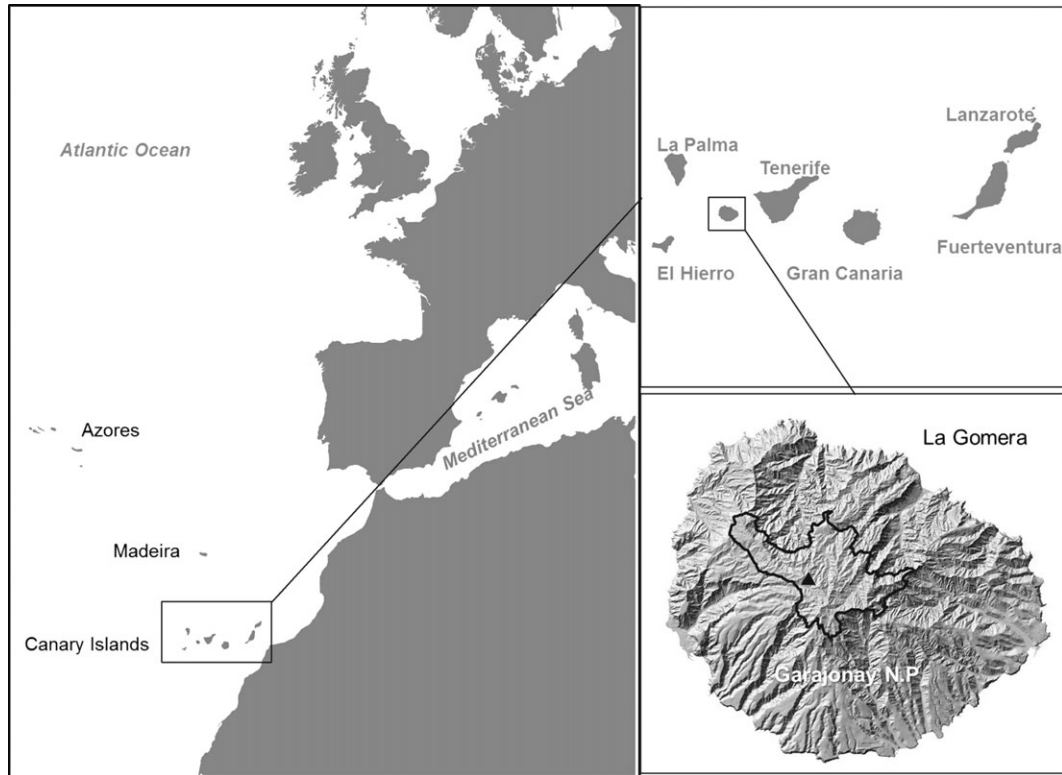 Atlantic Ocean
Azores
Mediterranean Sea
Madeira
Canary Islands
Lanzarote
La Palma
Tenerife
El Hierro
Gran Canaria
Fuerteventura
La Gomera
Garajonay N.P